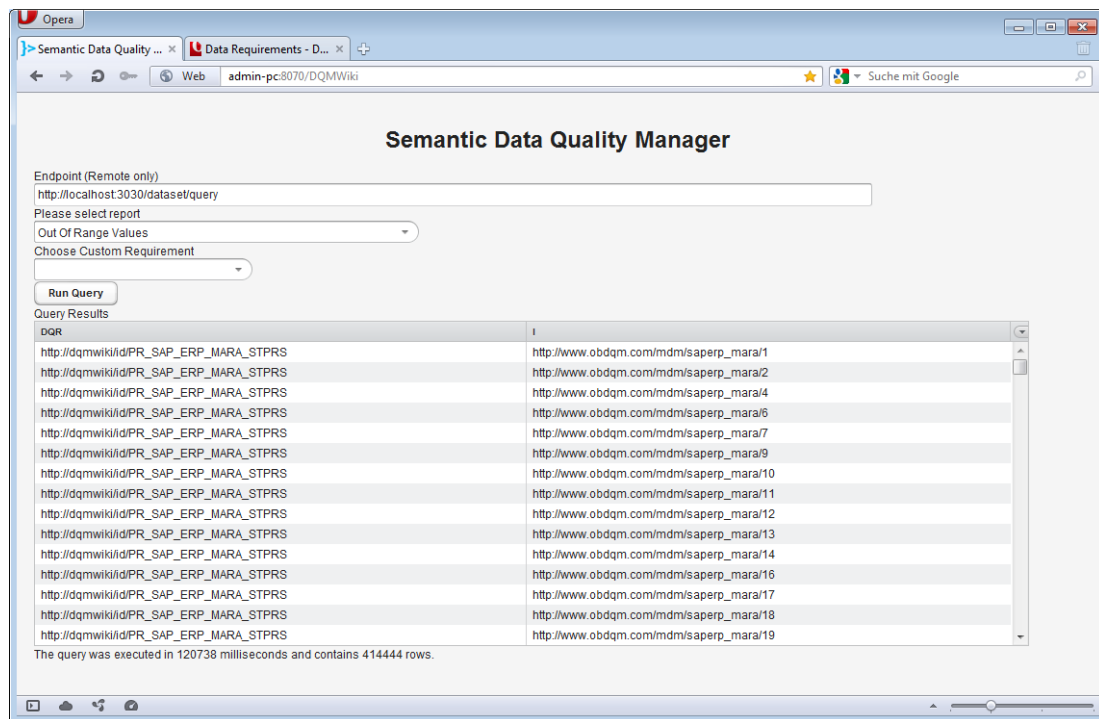 Opera
Semantic Data Quality ... Data Requirements - D...
Web admin-pc:8070/DQMWiki Suche mit Google
Semantic Data Quality Manager
Endpoint (Remote only)
http://localhost:3030/dataset/query
Please select report
Out Of Range Values
Choose Custom Requirement
Run Query
Query Results
DQR I
http://dqmwiki/id/PR_SAP_ERP_MARA_STPRS http://www.obdqm.com/mdm/saperp_mara/1
http://dqmwiki/id/PR_SAP_ERP_MARA_STPRS http://www.obdqm.com/mdm/saperp_mara/2
http://dqmwiki/id/PR_SAP_ERP_MARA_STPRS http://www.obdqm.com/mdm/saperp_mara/4
http://dqmwiki/id/PR_SAP_ERP_MARA_STPRS http://www.obdqm.com/mdm/saperp_mara/6
http://dqmwiki/id/PR_SAP_ERP_MARA_STPRS http://www.obdqm.com/mdm/saperp_mara/7
http://dqmwiki/id/PR_SAP_ERP_MARA_STPRS http://www.obdqm.com/mdm/saperp_mara/9
http://dqmwiki/id/PR_SAP_ERP_MARA_STPRS http://www.obdqm.com/mdm/saperp_mara/10
http://dqmwiki/id/PR_SAP_ERP_MARA_STPRS http://www.obdqm.com/mdm/saperp_mara/11
http://dqmwiki/id/PR_SAP_ERP_MARA_STPRS http://www.obdqm.com/mdm/saperp_mara/12
http://dqmwiki/id/PR_SAP_ERP_MARA_STPRS http://www.obdqm.com/mdm/saperp_mara/13
http://dqmwiki/id/PR_SAP_ERP_MARA_STPRS http://www.obdqm.com/mdm/saperp_mara/14
http://dqmwiki/id/PR_SAP_ERP_MARA_STPRS http://www.obdqm.com/mdm/saperp_mara/16
http://dqmwiki/id/PR_SAP_ERP_MARA_STPRS http://www.obdqm.com/mdm/saperp_mara/17
http://dqmwiki/id/PR_SAP_ERP_MARA_STPRS http://www.obdqm.com/mdm/saperp_mara/18
http://dqmwiki/id/PR_SAP_ERP_MARA_STPRS http://www.obdqm.com/mdm/saperp_mara/19
The query was executed in 120738 milliseconds and contains 414444 rows.